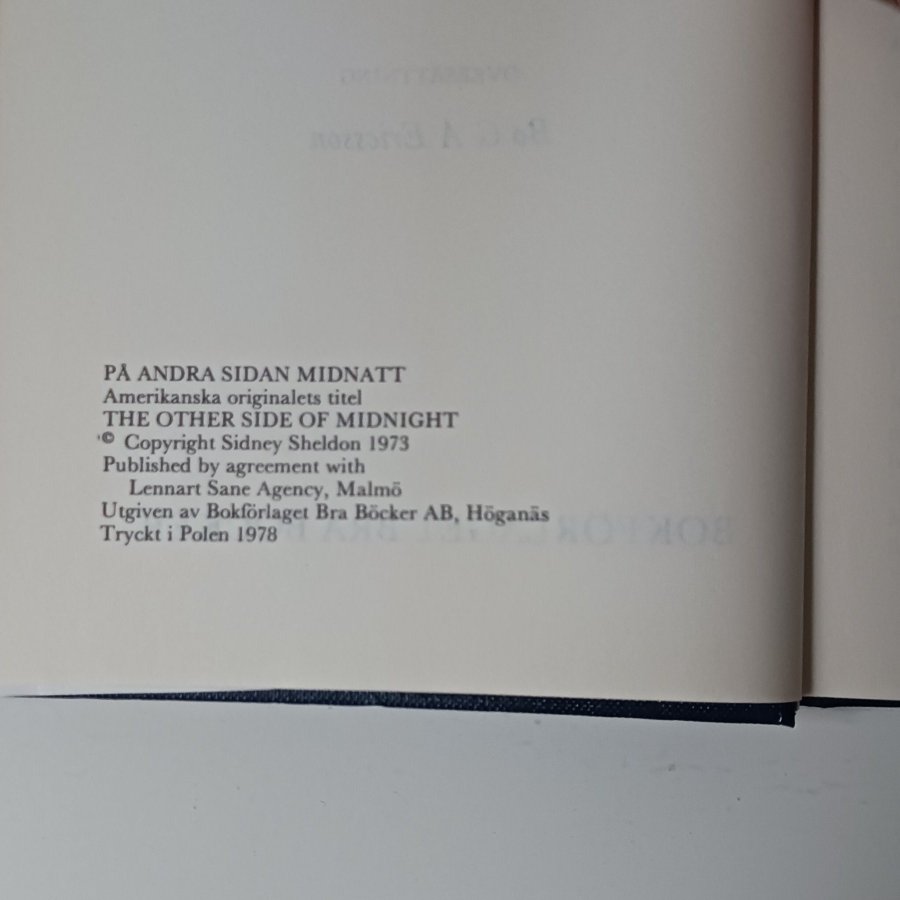 PÅ ANDRA SIDAN MIDNATT
Amerikanska originalets titel
THE OTHER SIDE OF MIDNIGHT
© Copyright Sidney Sheldon 1973
Published by agreement with
Lennart Sane Agency, Malmö
Utgiven av Bokförlaget Bra Böcker AB, Höganäs
Tryckt i Polen 1978